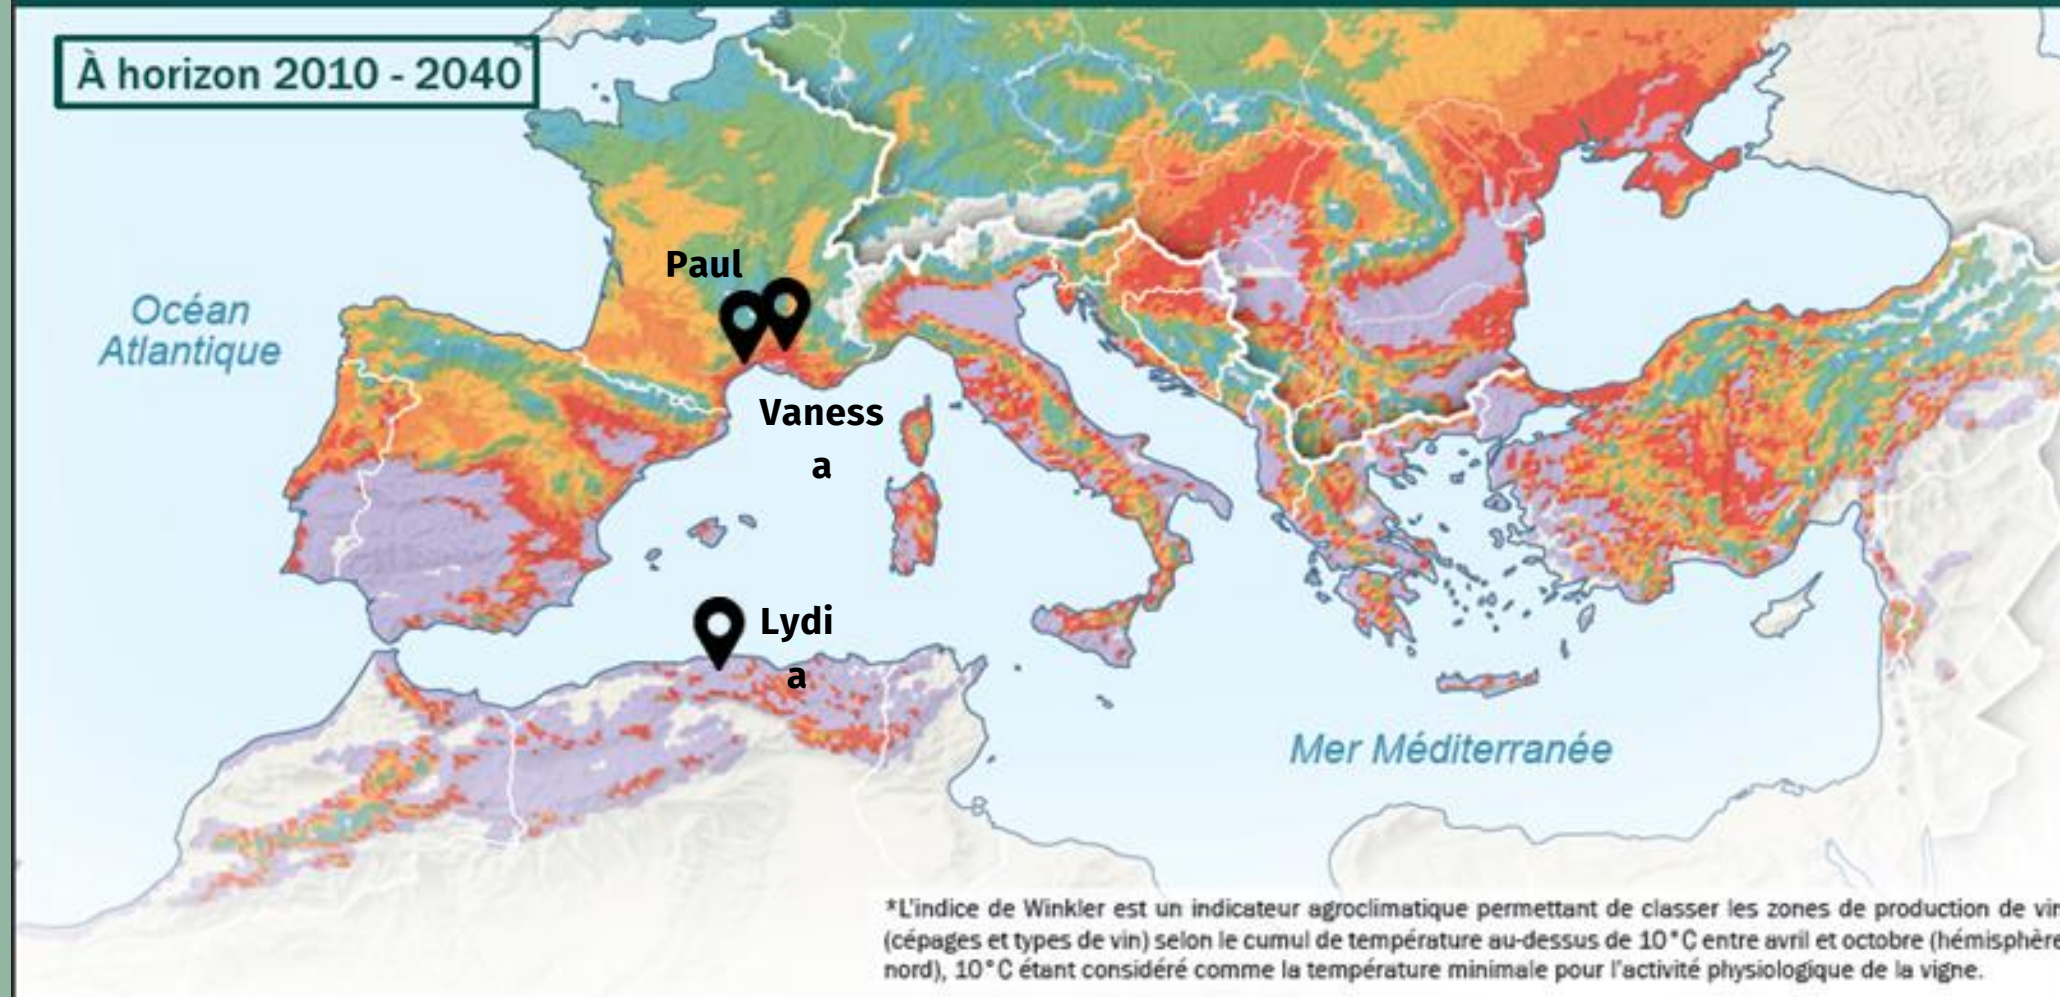 À horizon 2010 - 2040
Paul
Océan
Atlantique
Vaness
a
Lydi
a
Mer Méditerranée
*L'indice de Winkler est un indicateur agroclimatique permettant de classer les zones de production de vin
(cépages et types de vin) selon le cumul de température au-dessus de 10°C entre avril et octobre (hémisphère
nord), 10°C étant considéré comme la température minimale pour l'activité physiologique de la vigne.